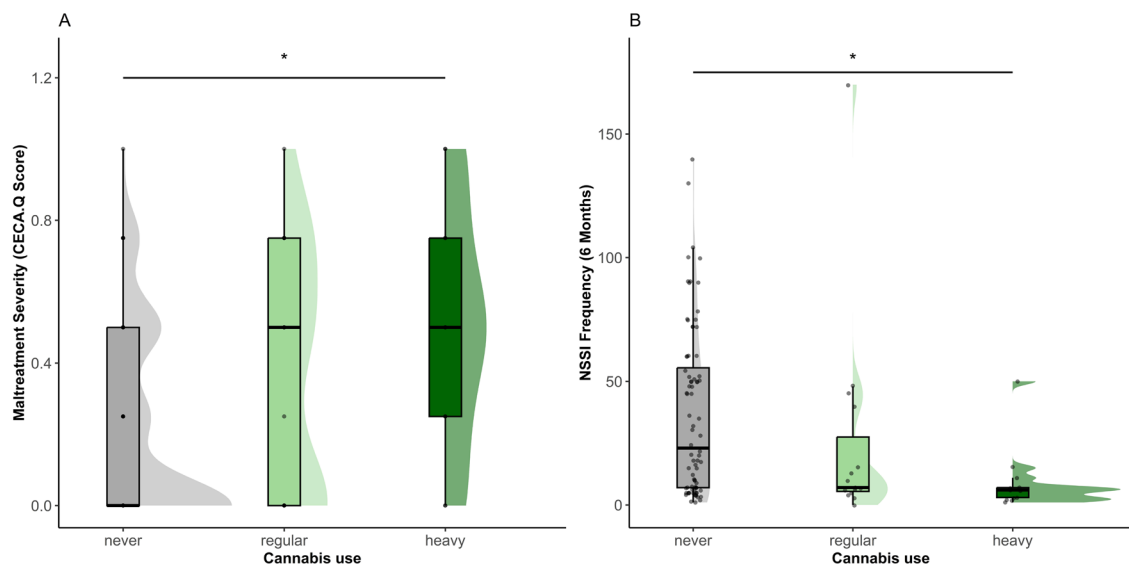 A
*
1.2
0.8
0.4
0.0
Maltreatment Severity (CECA.Q Score)
never regular heavy
Cannabis use
B
*
150
100
50
0
NSSI Frequency (6 Months)
never regular heavy
Cannabis use